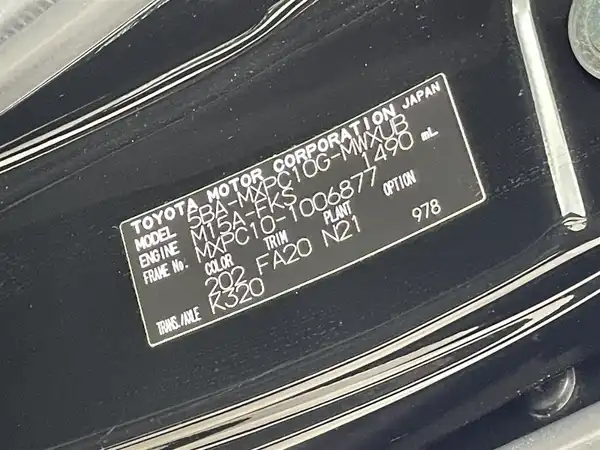 TOYOTA MOTOR CORPORATION JAPAN
MODEL 5BA-MXPC10G-MWXUB
ENGINE M15A-FKS 1490 mL
FRAME No. MXPC10-1006877
COLOR TRIM PLANT OPTION
202 FA20 N21 978
TRANS./AXLE K320